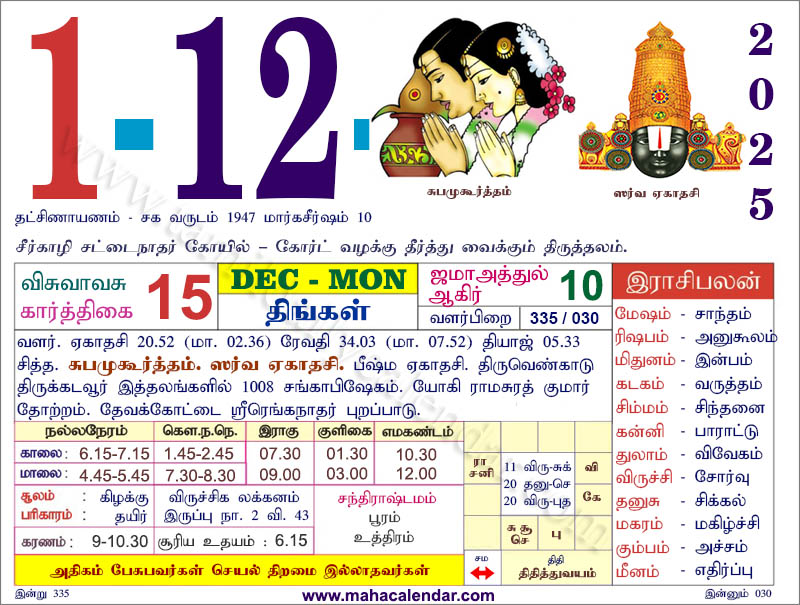 1-12-2025
சுபமுகூர்த்தம்
ஸர்வ ஏகாதசி
தட்சிணாயணம் - சக வருடம் 1947 மார்கசீர்ஷம் 10
சீர்காழி சட்டைநாதர் கோயில் – கோர்ட் வழக்கு தீர்த்து வைக்கும் திருத்தலம்.
விசுவாவசு
கார்த்திகை 15
DEC - MON
திங்கள்
ஜமாஅத்துல்
ஆகிர் 10
வளர்பிறை 335 / 030
வளர். ஏகாதசி 20.52 (மா. 02.36) ரேவதி 34.03 (மா. 07.52) தியாஜ் 05.33
சித்த. சுபமுகூர்த்தம். ஸர்வ ஏகாதசி. பீஷ்ம ஏகாதசி. திருவெண்காடு
திருக்கடவூர் இத்தலங்களில் 1008 சங்காபிஷேகம். யோகி ராமசுரத் குமார்
தோற்றம். தேவக்கோட்டை ஸ்ரீரெங்கநாதர் புறப்பாடு.
நல்லநேரம் கௌ.ந.நெ. இராகு குளிகை எமகண்டம்
காலை: 6.15-7.15 1.45-2.45 07.30 01.30 10.30
மாலை: 4.45-5.45 7.30-8.30 09.00 03.00 12.00
சூலம் : கிழக்கு விருச்சிக லக்கனம்
பரிகாரம் : தயிர் இருப்பு நா. 2 வி. 43
கரணம் : 9-10.30 சூரிய உதயம் : 6.15
சந்திராஷ்டமம்
பூரம்
உத்திரம்
ரா
சனி
11 விரு-சுக்
20 தனு-செ
20 விரு-புத
வி
கே
சு சூ
செ
பு
அதிகம் பேசுபவர்கள் செயல் திறமை இல்லாதவர்கள்
சம
திதி
திதித்துவயம்
இராசிபலன்
மேஷம் - சாந்தம்
ரிஷபம் - அனுகூலம்
மிதுனம் - இன்பம்
கடகம் - வருத்தம்
சிம்மம் - சிந்தனை
கன்னி - பாராட்டு
துலாம் - விவேகம்
விருச்சி - சோர்வு
தனுசு - சிக்கல்
மகரம் - மகிழ்ச்சி
கும்பம் - அச்சம்
மீனம் - எதிர்ப்பு
இன்று 335
www.mahacalendar.com
இன்னும் 030